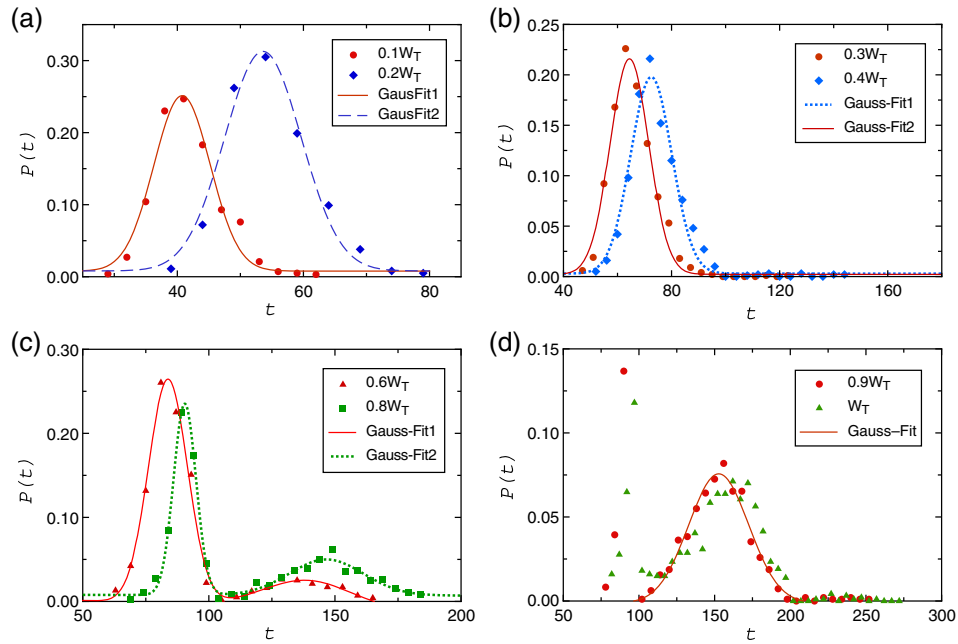 (a)
0.30
0.20
0.10
0.00
P(t)
40
60
80
t
0.1W_T
0.2W_T
GausFit1
GausFit2
(b)
0.25
0.20
0.15
0.10
0.05
0.00
P(t)
40
80
120
160
t
0.3W_T
0.4W_T
Gauss-Fit1
Gauss-Fit2
(c)
0.30
0.20
0.10
0.00
P(t)
50
100
150
200
t
0.6W_T
0.8W_T
Gauss-Fit1
Gauss-Fit2
(d)
0.15
0.10
0.05
0.00
P(t)
50
100
150
200
250
300
t
0.9W_T
W_T
Gauss–Fit